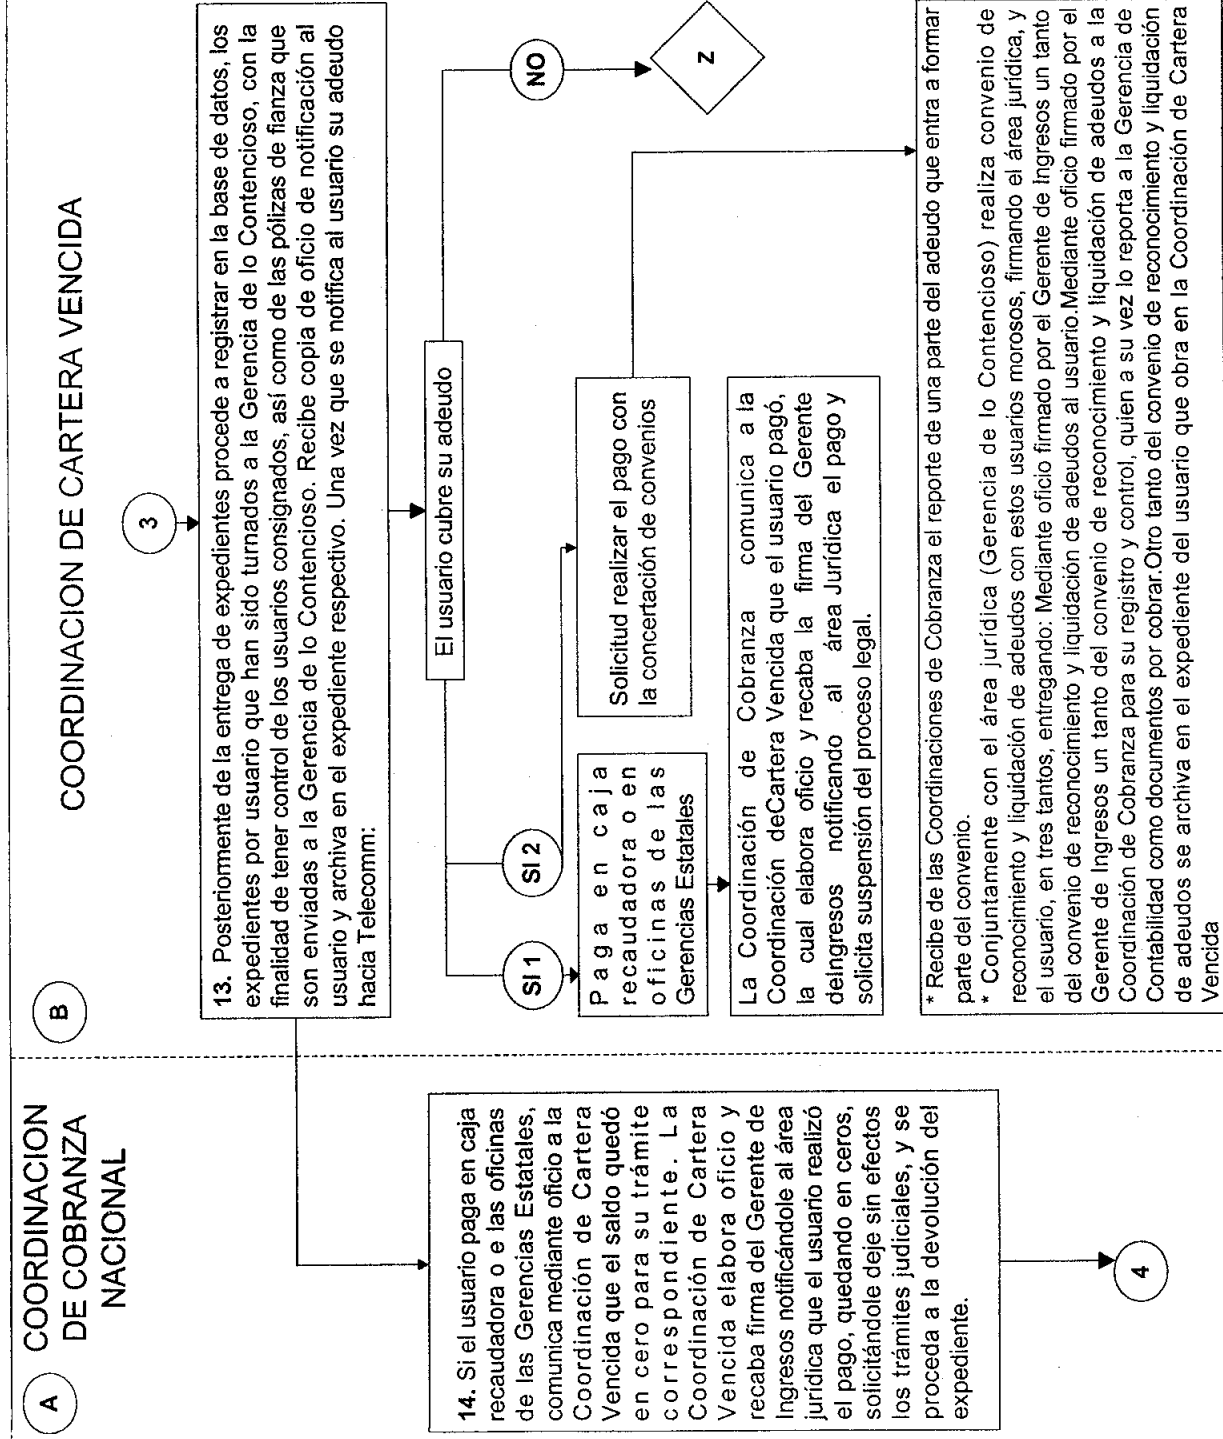 A
COORDINACION
DE COBRANZA
NACIONAL
B
COORDINACION DE CARTERA VENCIDA
3
13. Posteriormente de la entrega de expedientes procede a registrar en la base de datos, los
expedientes por usuario que han sido turnados a la Gerencia de lo Contencioso, con la
finalidad de tener control de los usuarios consignados, así como de las pólizas de fianza que
son enviadas a la Gerencia de lo Contencioso. Recibe copia de oficio de notificación al
usuario y archiva en el expediente respectivo. Una vez que se notifica al usuario su adeudo
hacia Telecomm:
El usuario cubre su adeudo
SI 1
SI 2
NO
Z
Paga en caja
recaudadora o en
oficinas de las
Gerencias Estatales
Solicitud realizar el pago con
la concertación de convenios
La Coordinación de Cobranza comunica a la
Coordinación deCartera Vencida que el usuario pagó,
la cual elabora oficio y recaba la firma del Gerente
deIngresos notificando al área Jurídica el pago y
solicita suspensión del proceso legal.
* Recibe de las Coordinaciones de Cobranza el reporte de una parte del adeudo que entra a formar
parte del convenio.
* Conjuntamente con el área jurídica (Gerencia de lo Contencioso) realiza convenio de
reconocimiento y liquidación de adeudos con estos usuarios morosos, firmando el área jurídica, y
el usuario, en tres tantos, entregando: Mediante oficio firmado por el Gerente de Ingresos un tanto
del convenio de reconocimiento y liquidación de adeudos al usuario.Mediante oficio firmado por el
Gerente de Ingresos un tanto del convenio de reconocimiento y liquidación de adeudos a la
Coordinación de Cobranza para su registro y control, quien a su vez lo reporta a la Gerencia de
Contabilidad como documentos por cobrar.Otro tanto del convenio de reconocimiento y liquidación
de adeudos se archiva en el expediente del usuario que obra en la Coordinación de Cartera
Vencida
14. Si el usuario paga en caja
recaudadora o e las oficinas
de las Gerencias Estatales,
comunica mediante oficio a la
Coordinación de Cartera
Vencida que el saldo quedó
en cero para su trámite
correspondiente. La
Coordinación de Cartera
Vencida elabora oficio y
recaba firma del Gerente de
Ingresos notificándole al área
jurídica que el usuario realizó
el pago, quedando en ceros,
solicitándole deje sin efectos
los trámites judiciales, y se
proceda a la devolución del
expediente.
4